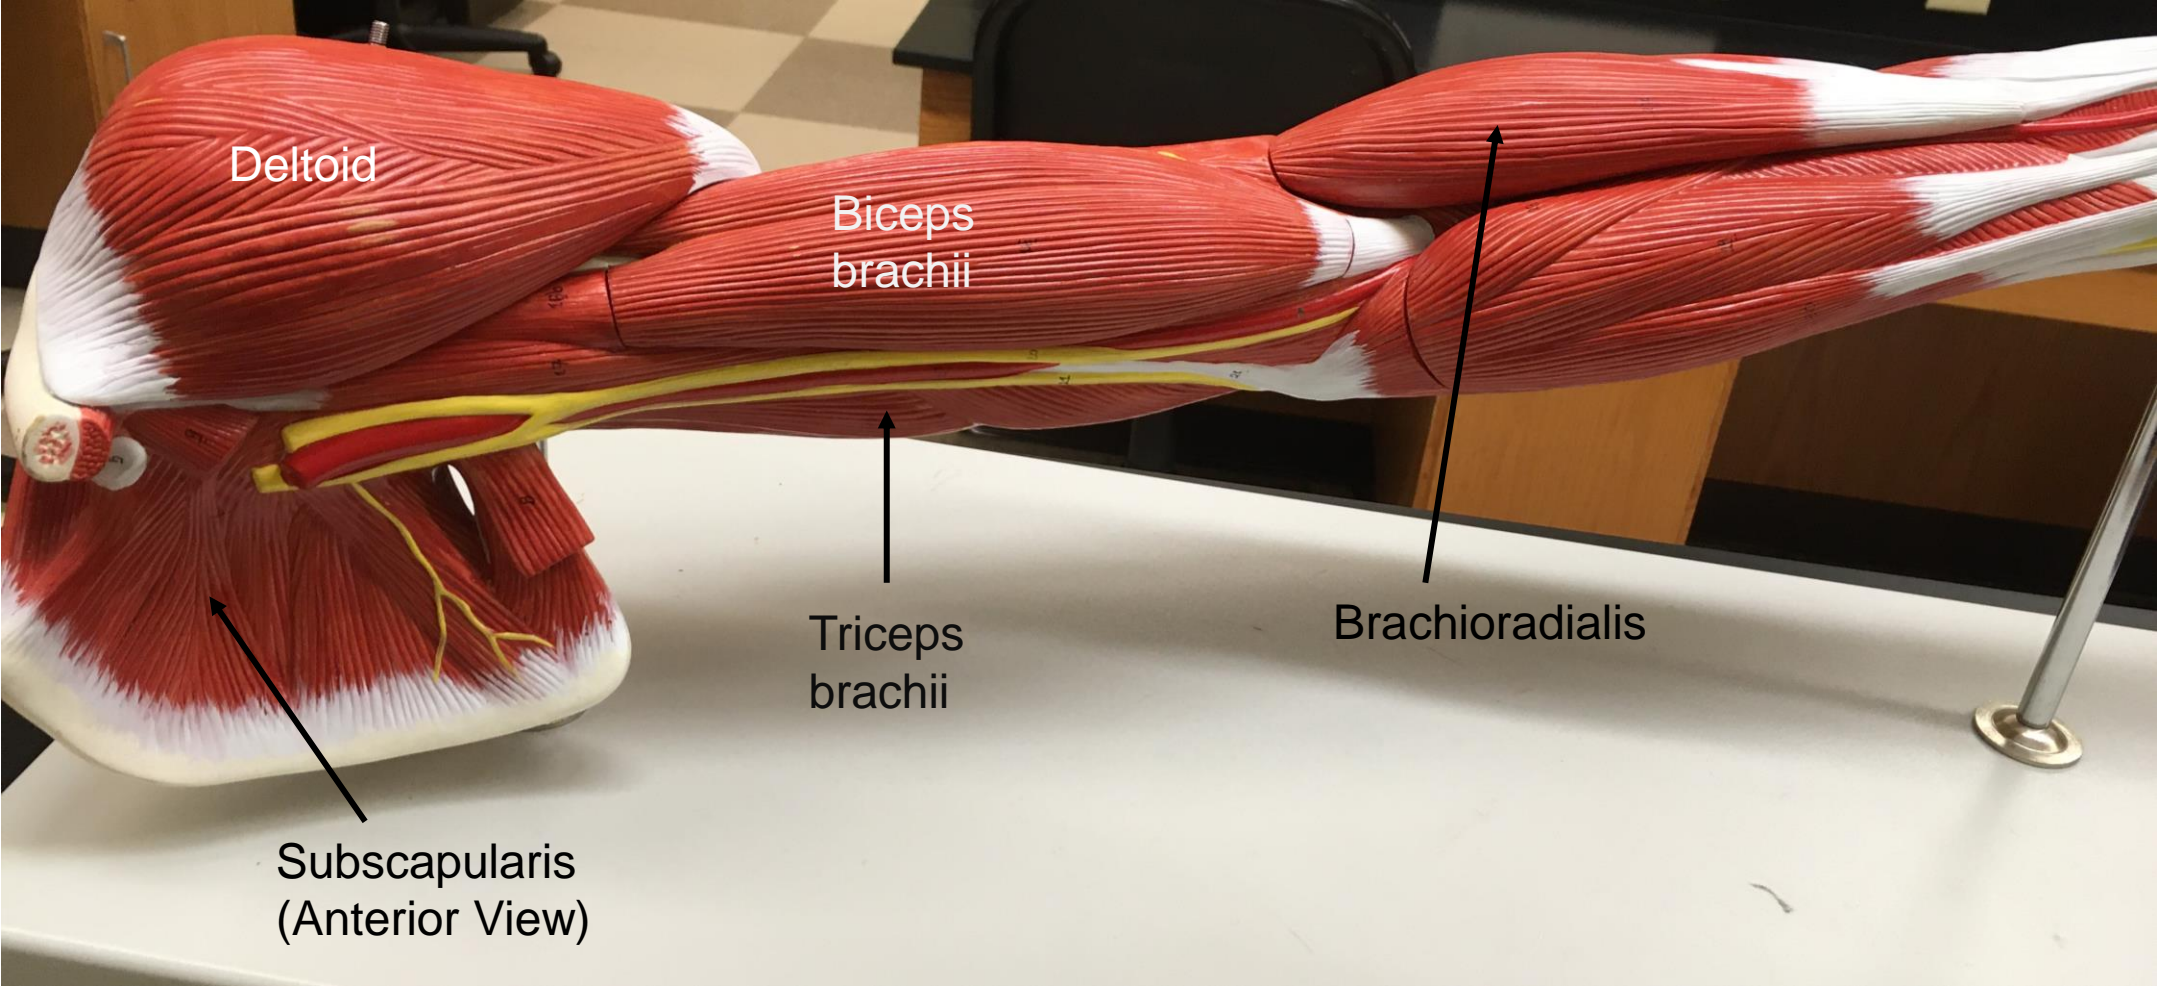 Deltoid
Biceps
brachii
Triceps
brachii
Brachioradialis
Subscapularis
(Anterior View)